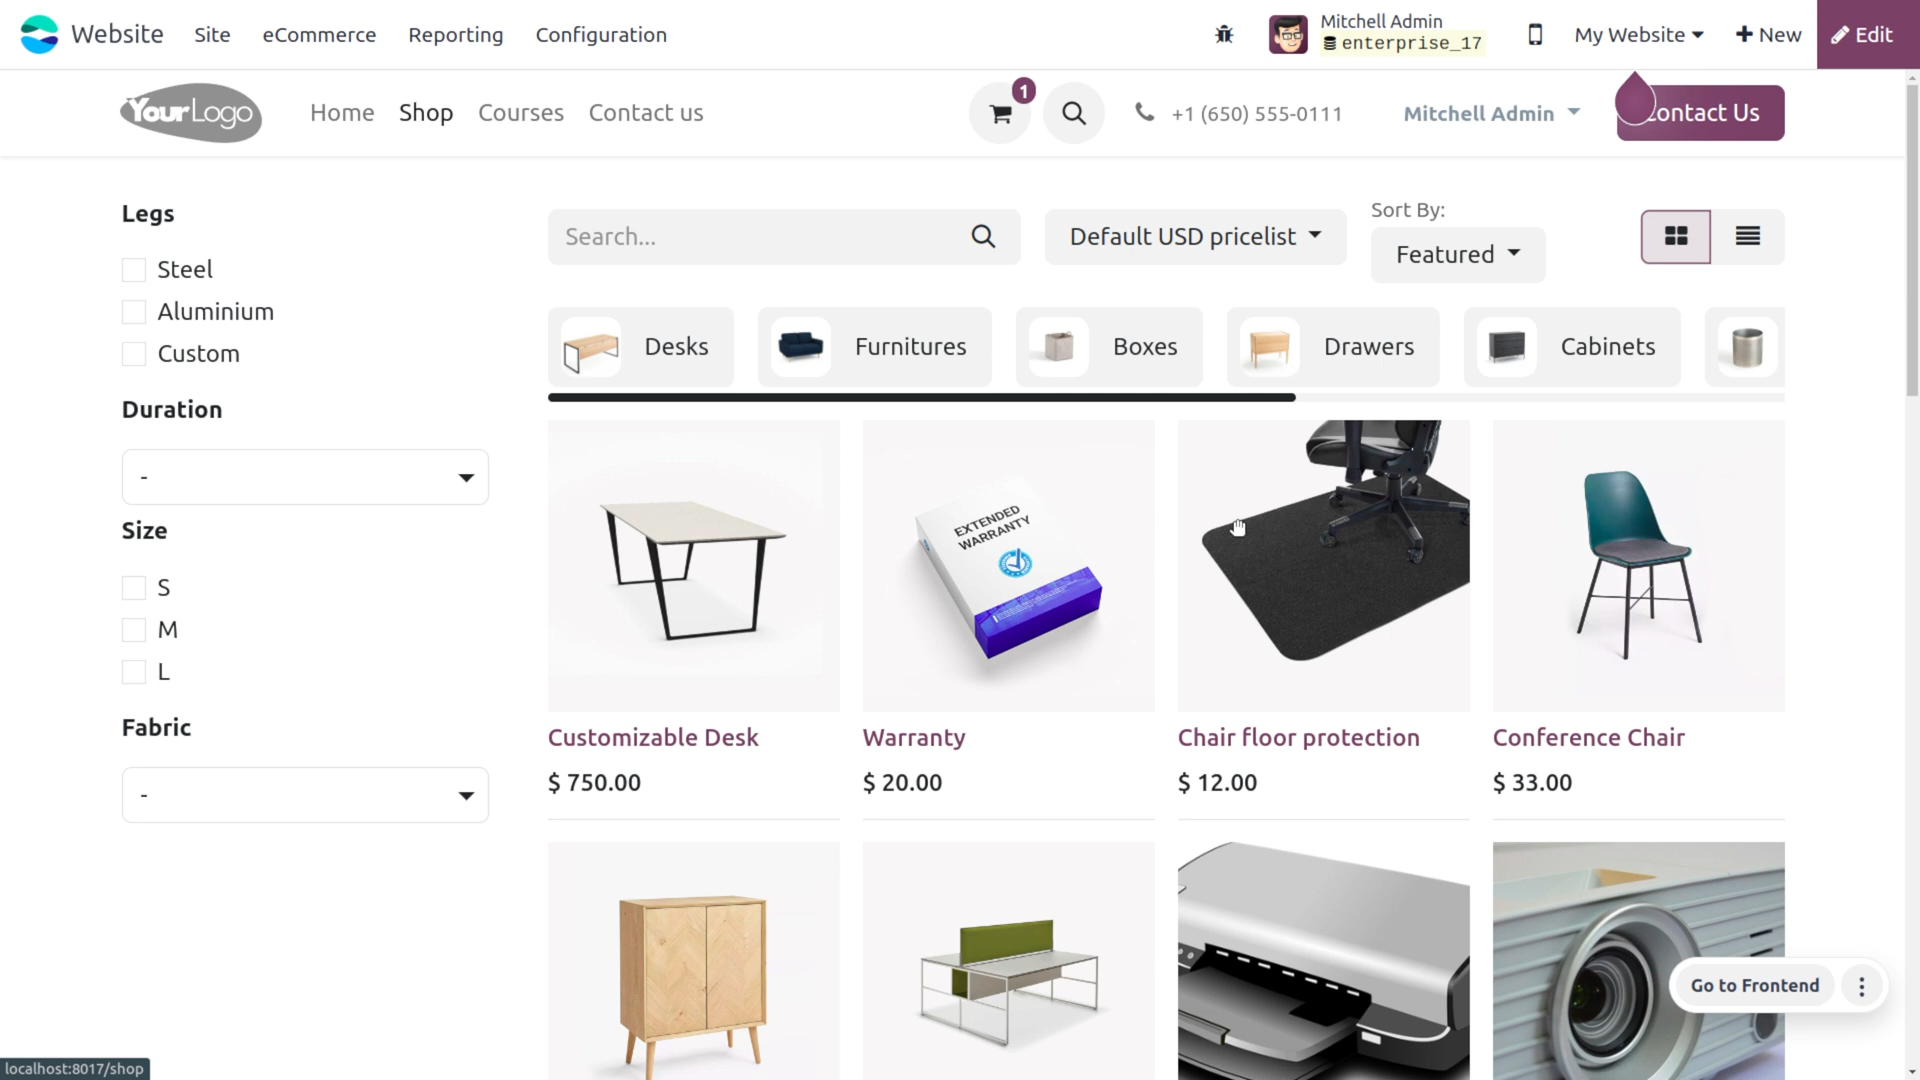 Website Site eCommerce Reporting Configuration
Mitchell Admin
enterprise_17
My Website New Edit
YourLogo Home Shop Courses Contact us
1
+1 (650) 555-0111 Mitchell Admin ontact Us
Legs
Steel
Aluminium
Custom
Duration
-
Size
S
M
L
Fabric
-
Search...
Default USD pricelist
Sort By:
Featured
Desks Furnitures Boxes Drawers Cabinets
EXTENDED
WARRANTY
Customizable Desk
$ 750.00
Warranty
$ 20.00
Chair floor protection
$ 12.00
Conference Chair
$ 33.00
Go to Frontend
localhost:8017/shop